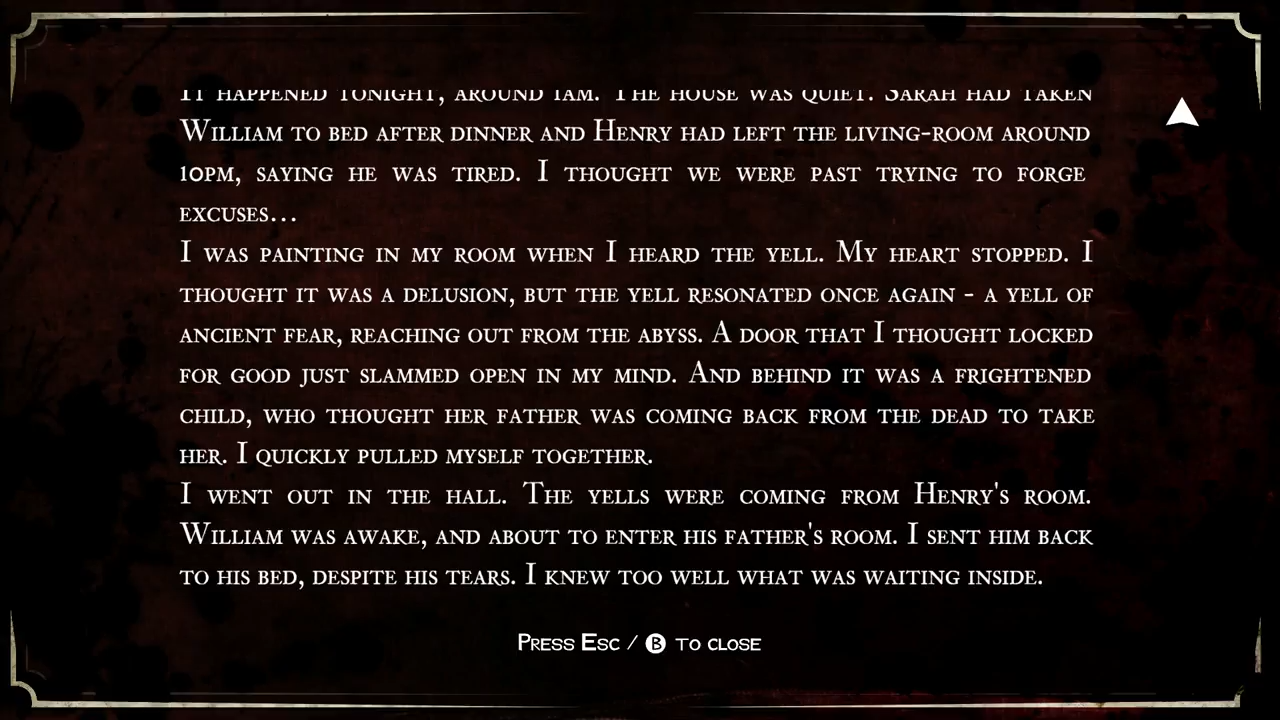 It happened tonight, around 1am. The house was quiet. Sarah had taken
William to bed after dinner and Henry had left the living-room around
10pm, saying he was tired. I thought we were past trying to forge
excuses...
I was painting in my room when I heard the yell. My heart stopped. I
thought it was a delusion, but the yell resonated once again - a yell of
ancient fear, reaching out from the abyss. A door that I thought locked
for good just slammed open in my mind. And behind it was a frightened
child, who thought her father was coming back from the dead to take
her. I quickly pulled myself together.
I went out in the hall. The yells were coming from Henry's room.
William was awake, and about to enter his father's room. I sent him back
to his bed, despite his tears. I knew too well what was waiting inside.
Press Esc / B to close